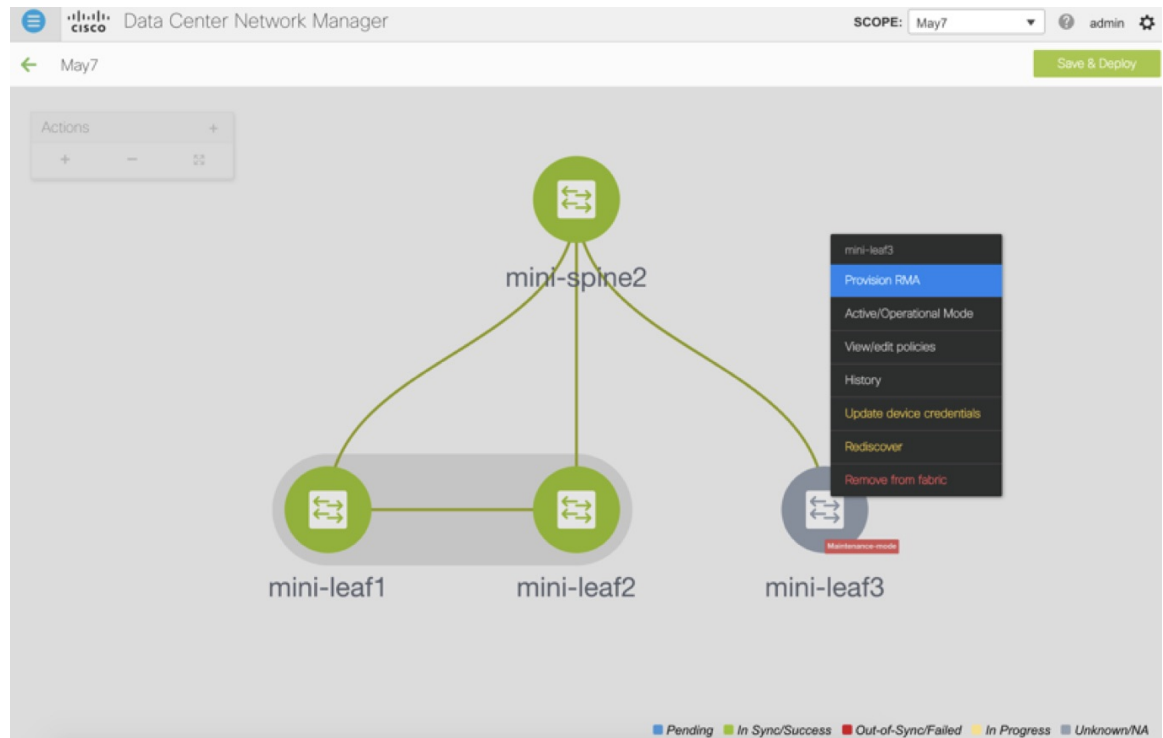 cisco Data Center Network Manager SCOPE: May7 admin
May7 Save & Deploy
Actions
mini-spine2
mini-leaf3
Provision RMA
Active/Operational Mode
View/edit policies
History
Update device credentials
Rediscover
Remove from fabric
Maintenance-mode
mini-leaf1 mini-leaf2 mini-leaf3
Pending In Sync/Success Out-of-Sync/Failed In Progress Unknown/NA